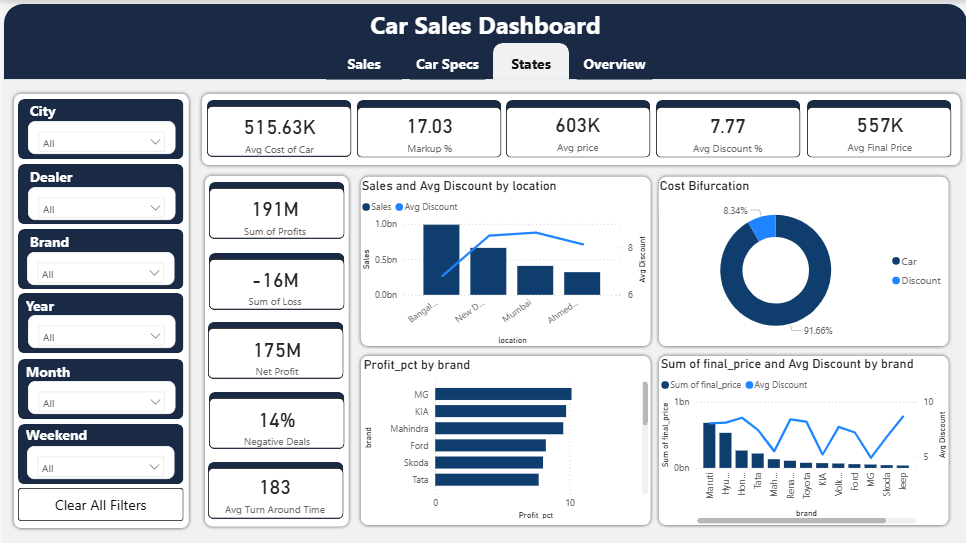 Car Sales Dashboard
Sales
Car Specs
States
Overview
City
All
Dealer
All
Brand
All
Year
All
Month
All
Weekend
All
Clear All Filters
515.63K
Avg Cost of Car
17.03
Markup %
603K
Avg price
7.77
Avg Discount %
557K
Avg Final Price
191M
Sum of Profits
-16M
Sum of Loss
175M
Net Profit
14%
Negative Deals
183
Avg Turn Around Time
Sales and Avg Discount by location
Sales Avg Discount
1.0bn
0.5bn
0.0bn
Sales
8
6
Avg Discount
Bangal...
New D...
Mumbai
Ahmed...
location
Cost Bifurcation
8.34%
91.66%
Car
Discount
Profit_pct by brand
brand
MG
KIA
Mahindra
Ford
Skoda
Tata
0 10
Profit_pct
Sum of final_price and Avg Discount by brand
Sum of final_price Avg Discount
Sum of final_price
1bn
0bn
10
5
Avg Discount
Maruti
Hyu...
Hon...
Tata
Mah...
Rena...
Toyota
KIA
Volk...
Ford
MG
Skoda
Jeep
brand